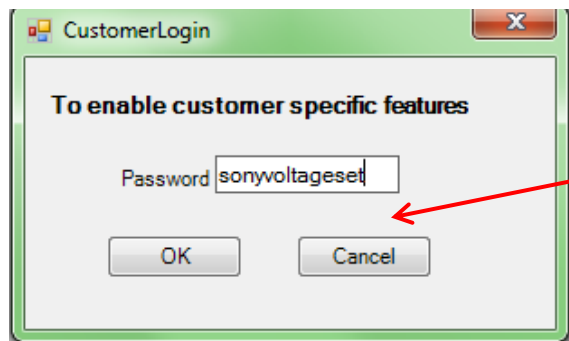 CustomerLogin
To enable customer specific features
Password sonyvoltageset
OK Cancel